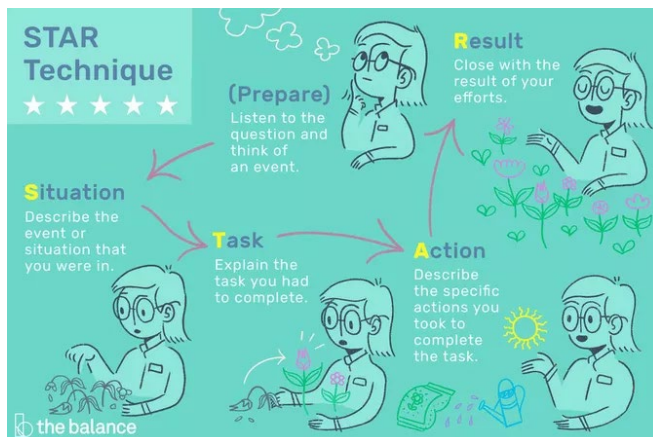 STAR
Technique
(Prepare)
Listen to the
question and
think of
an event.
Situation
Describe the
event or
situation that
you were in.
Task
Explain the
task you had
to complete.
Action
Describe
the specific
actions you
took to
complete
the task.
Result
Close with the
result of your
efforts.
the balance